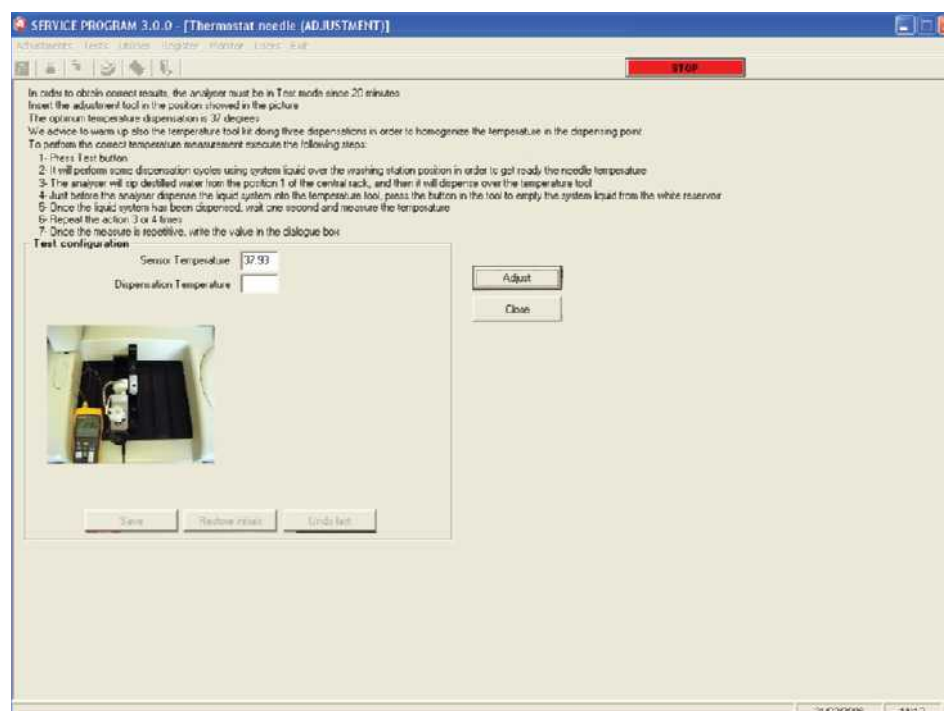 SERVICE PROGRAM 3.0.0 - [Thermostat needle (ADJUSTMENT)]
Adjustments Tests Utilities Register Monitor Users Exit
STOP
In order to obtain correct results, the analyser must be in Test mode since 20 minutes
Insert the adjustment tool in the position showed in the picture
The optimum temperature dispensation is 37 degrees
We advice to warm up also the temperature tool kit doing three dispensations in order to homogenize the temperature in the dispensing point
To perform the correct temperature measurement execute the following steps:
1- Press Test button
2- It will perform some dispensation cycles using system liquid over the washing station position in order to get ready the needle temperature
3- The analyser will sip destilled water from the position 1 of the central rack, and then it will dispense over the temperature tool
4- Just before the analyser dispense the liquid system into the temperature tool, press the button in the tool to empty the system liquid from the white reservoir
5- Once the liquid system has been dispensed, wait one second and measure the temperature
6- Repeat the action 3 or 4 times
7- Once the measure is repetitive, write the value in the dialogue box
Test configuration
Sensor Temperature 37.93
Dispensation Temperature
Adjust
Close
Save Restore initials Undo last